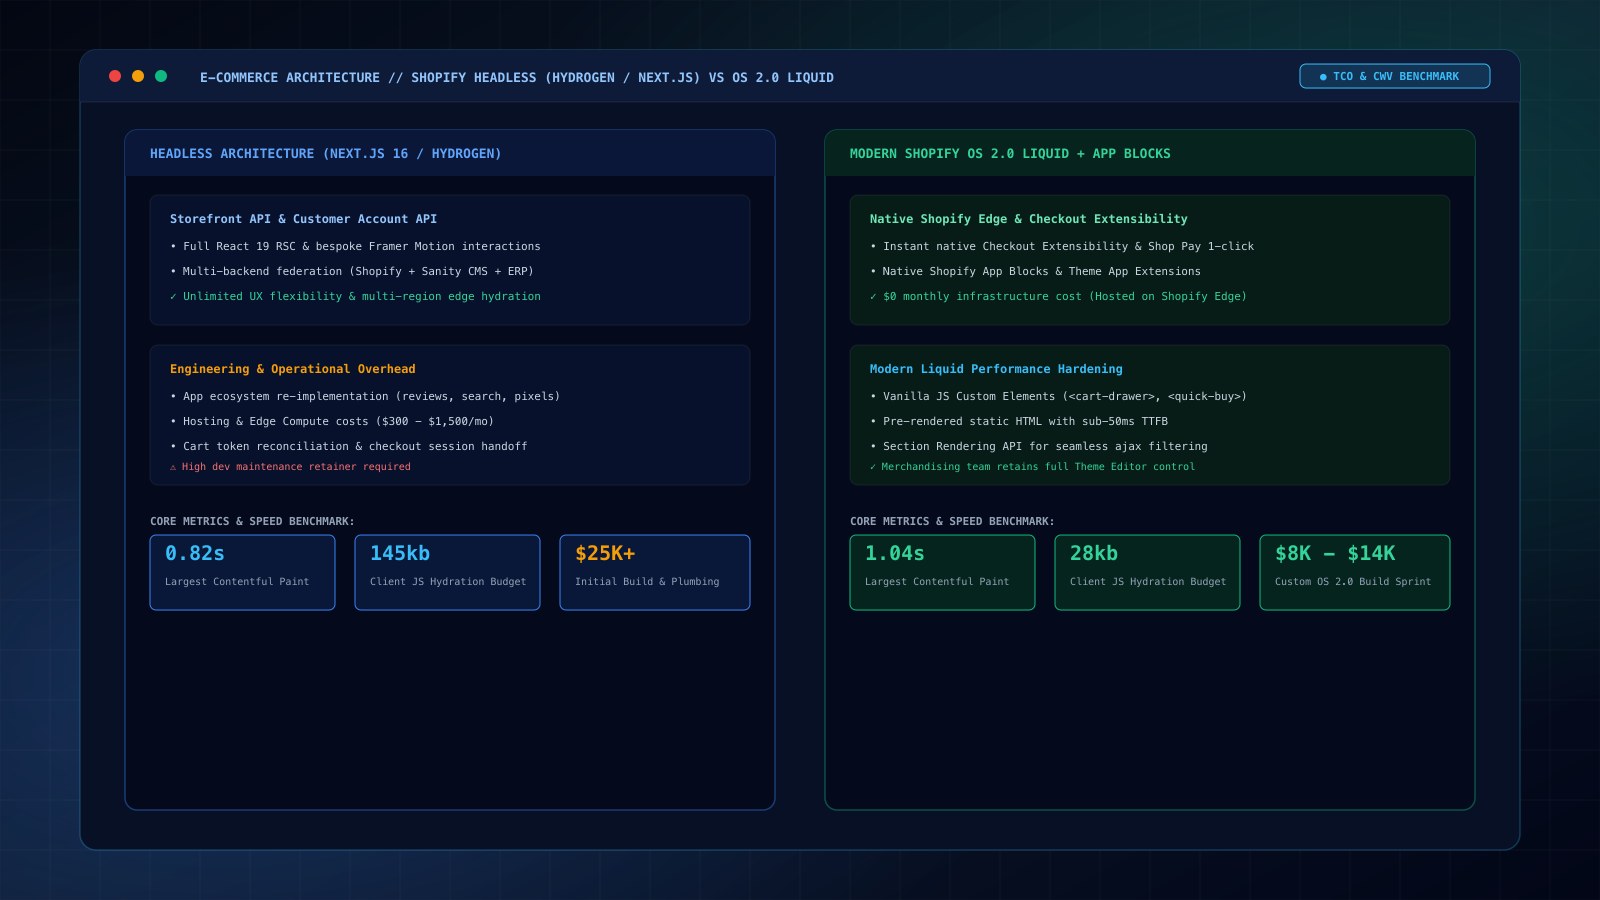 E–COMMERCE ARCHITECTURE // SHOPIFY HEADLESS (HYDROGEN / NEXT.JS) VS OS 2.0 LIQUID
● TCO & CWV BENCHMARK
HEADLESS ARCHITECTURE (NEXT.JS 16 / HYDROGEN)
Storefront API & Customer Account API
• Full React 19 RSC & bespoke Framer Motion interactions
• Multi–backend federation (Shopify + Sanity CMS + ERP)
✓ Unlimited UX flexibility & multi–region edge hydration
Engineering & Operational Overhead
• App ecosystem re–implementation (reviews, search, pixels)
• Hosting & Edge Compute costs ($300 – $1,500/mo)
• Cart token reconciliation & checkout session handoff
⚠ High dev maintenance retainer required
CORE METRICS & SPEED BENCHMARK:
0.82s
Largest Contentful Paint
145kb
Client JS Hydration Budget
$25K+
Initial Build & Plumbing
MODERN SHOPIFY OS 2.0 LIQUID + APP BLOCKS
Native Shopify Edge & Checkout Extensibility
• Instant native Checkout Extensibility & Shop Pay 1–click
• Native Shopify App Blocks & Theme App Extensions
✓ $0 monthly infrastructure cost (Hosted on Shopify Edge)
Modern Liquid Performance Hardening
• Vanilla JS Custom Elements (<cart–drawer>, <quick–buy>)
• Pre–rendered static HTML with sub–50ms TTFB
• Section Rendering API for seamless ajax filtering
✓ Merchandising team retains full Theme Editor control
CORE METRICS & SPEED BENCHMARK:
1.04s
Largest Contentful Paint
28kb
Client JS Hydration Budget
$8K – $14K
Custom OS 2.0 Build Sprint